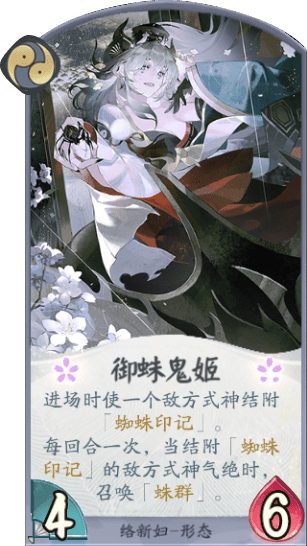 御蛛鬼姬
进场时使一个敌方式神结附
「蜘蛛印记」。
每回合一次，当结附「蜘蛛
印记」的敌方式神气绝时，
召唤「蛛群」。
4
络新妇-形态
6